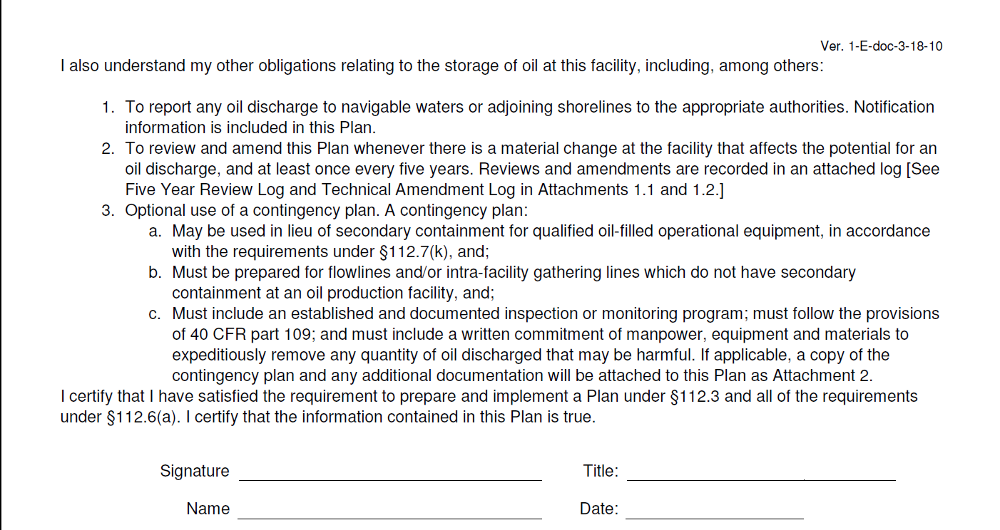 Ver. 1-E-doc-3-18-10
I also understand my other obligations relating to the storage of oil at this facility, including, among others:
1. To report any oil discharge to navigable waters or adjoining shorelines to the appropriate authorities. Notification
information is included in this Plan.
2. To review and amend this Plan whenever there is a material change at the facility that affects the potential for an
oil discharge, and at least once every five years. Reviews and amendments are recorded in an attached log [See
Five Year Review Log and Technical Amendment Log in Attachments 1.1 and 1.2.]
3. Optional use of a contingency plan. A contingency plan:
a. May be used in lieu of secondary containment for qualified oil-filled operational equipment, in accordance
with the requirements under §112.7(k), and;
b. Must be prepared for flowlines and/or intra-facility gathering lines which do not have secondary
containment at an oil production facility, and;
c. Must include an established and documented inspection or monitoring program; must follow the provisions
of 40 CFR part 109; and must include a written commitment of manpower, equipment and materials to
expeditiously remove any quantity of oil discharged that may be harmful. If applicable, a copy of the
contingency plan and any additional documentation will be attached to this Plan as Attachment 2.
I certify that I have satisfied the requirement to prepare and implement a Plan under §112.3 and all of the requirements
under §112.6(a). I certify that the information contained in this Plan is true.
Signature Title:
Name Date: